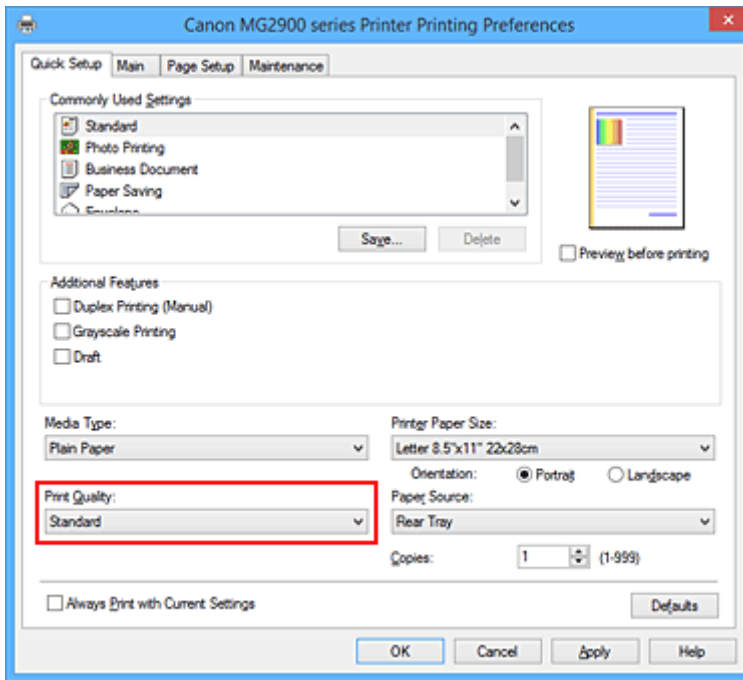 Canon MG2900 series Printer Printing Preferences
Quick Setup Main Page Setup Maintenance
Commonly Used Settings
Standard
Photo Printing
Business Document
Paper Saving
Envelope
Save... Delete
Preview before printing
Additional Features
Duplex Printing (Manual)
Grayscale Printing
Draft
Media Type: Printer Paper Size:
Plain Paper Letter 8.5"x11" 22x28cm
Orientation: Portrait Landscape
Print Quality: Paper Source:
Standard Rear Tray
Copies: 1 (1-999)
Always Print with Current Settings Defaults
OK Cancel Apply Help